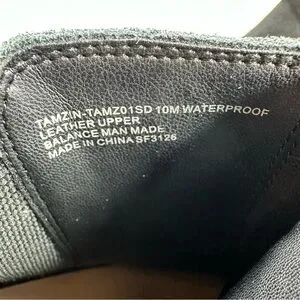 TAMZIN-TAMZ01SD 10M WATERPROOF
LEATHER UPPER
BALANCE MAN MADE
MADE IN CHINA SF3126